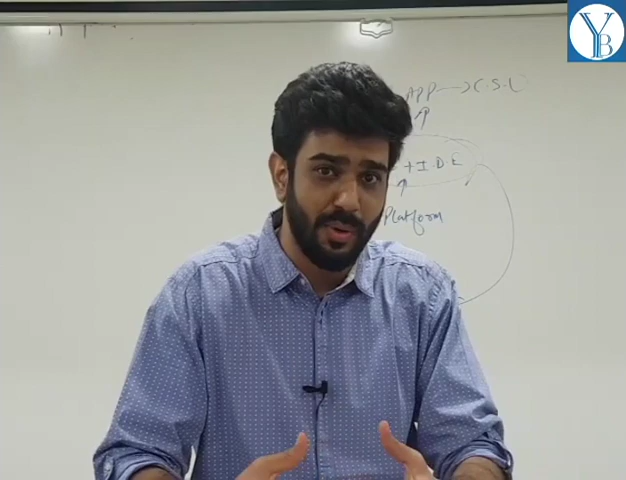 YB
APP → C.S.U
+ I.D.E
Platform